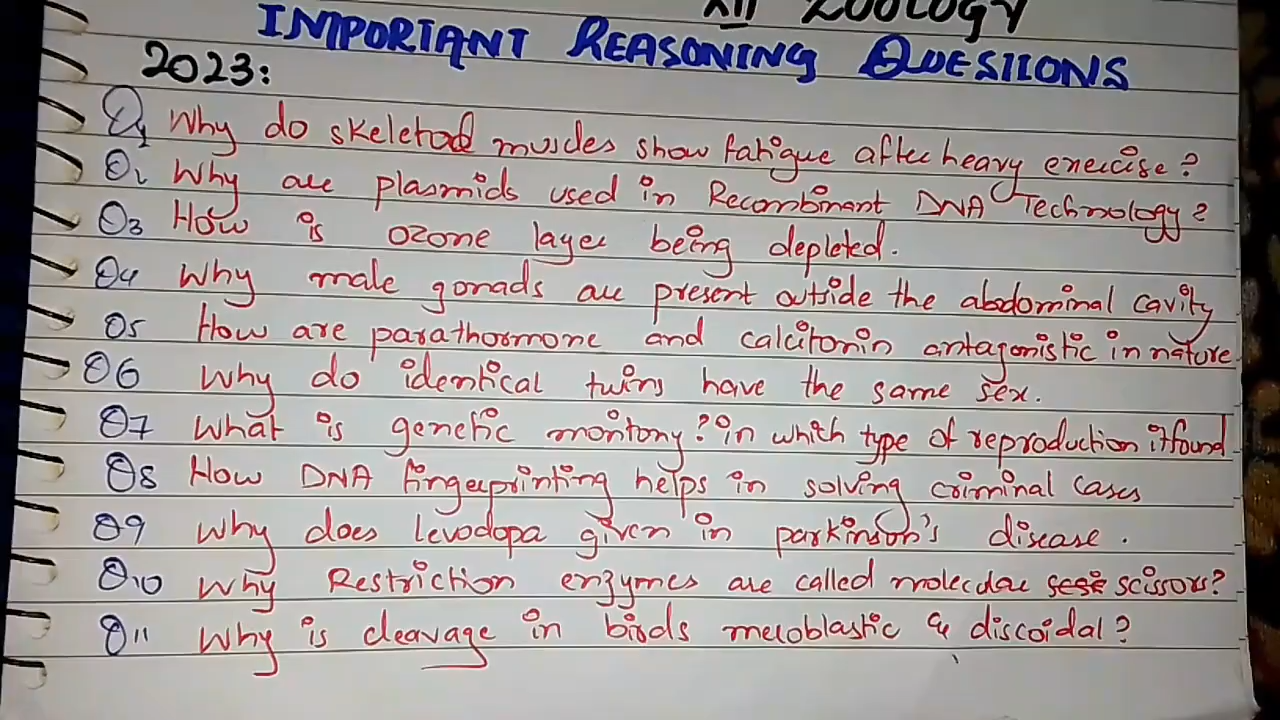 XII ZOOLOGY
IMPORTANT REASONING QUESTIONS
2023:
Q1 Why do skeletal muscles show fatigue after heavy exercise?
Q2 Why are plasmids used in Recombinant DNA Technology?
Q3 How is ozone layer being depleted.
Q4 Why male gonads are present outside the abdominal cavity
Q5 How are parathormone and calcitonin antagonistic in nature
Q6 Why do identical twins have the same sex.
Q7 What is genetic montony? in which type of reproduction it found
Q8 How DNA fingerprinting helps in solving criminal cases
Q9 Why does levodopa given in parkinson's disease.
Q.10 Why Restriction enzymes are called molecular scissors?
Q11 Why is cleavage in birds meroblastic & discoidal?